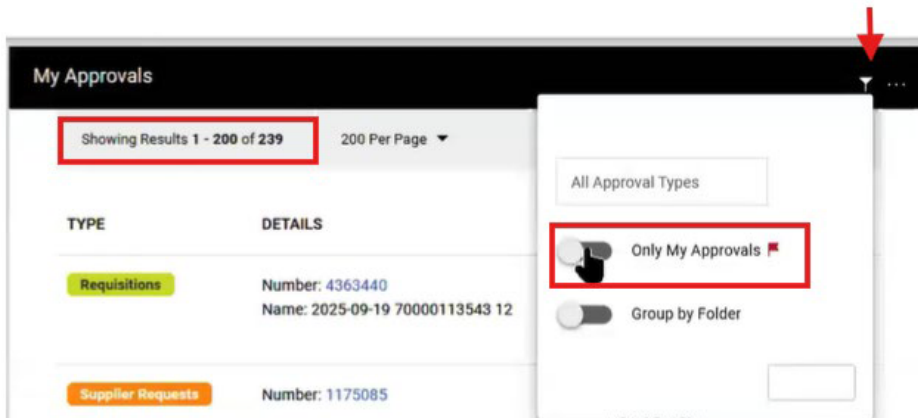 My Approvals
...
Showing Results 1 - 200 of 239
200 Per Page
All Approval Types
TYPE
DETAILS
Only My Approvals
Requisitions
Number: 4363440
Name: 2025-09-19 70000113543 12
Group by Folder
Supplier Requests
Number: 1175085